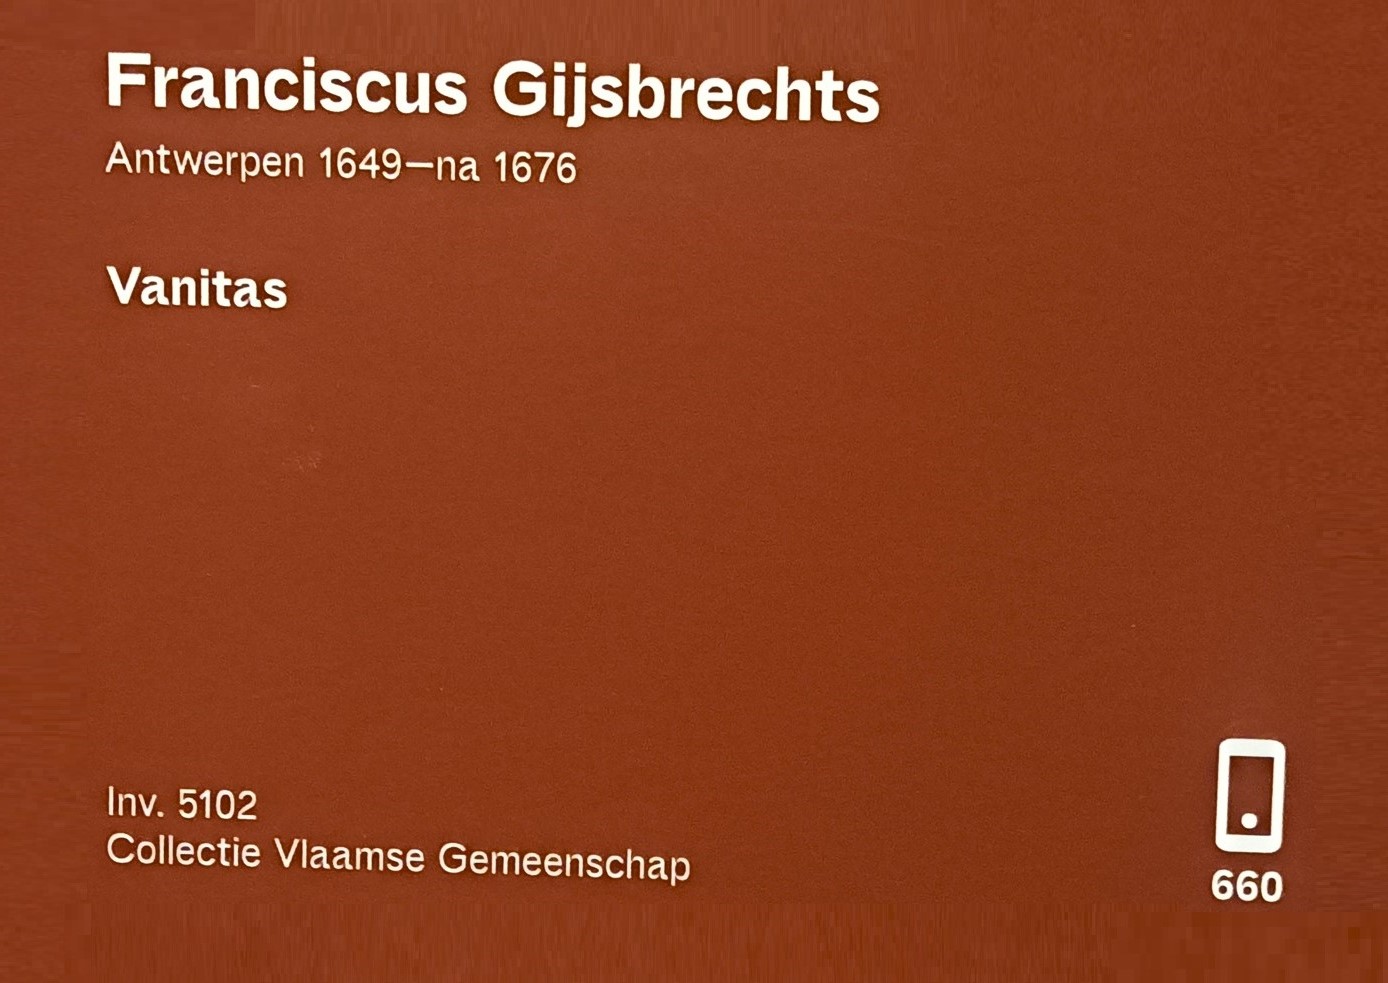 Franciscus Gijsbrechts
Antwerpen 1649—na 1676
Vanitas
Inv. 5102
Collectie Vlaamse Gemeenschap
660